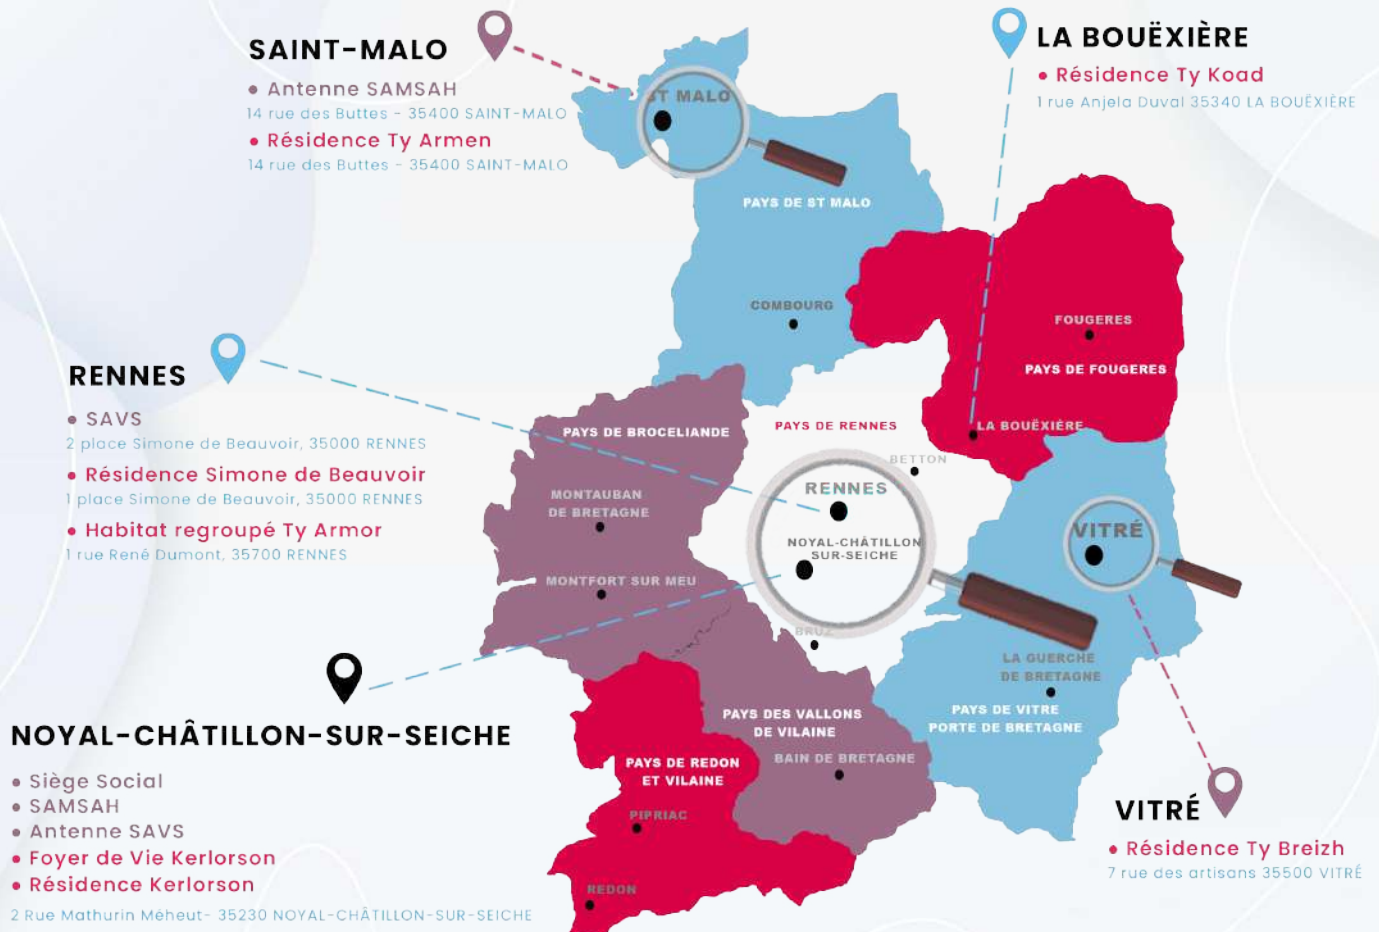 SAINT-MALO
• Antenne SAMSAH
14 rue des Buttes - 35400 SAINT-MALO
• Résidence Ty Armen
14 rue des Buttes - 35400 SAINT-MALO
LA BOUËXIÈRE
• Résidence Ty Koad
1 rue Anjela Duval 35340 LA BOUËXIÈRE
ST MALO
PAYS DE ST MALO
COMBOURG
FOUGERES
PAYS DE FOUGERES
LA BOUËXIÈRE
RENNES
• SAVS
2 place Simone de Beauvoir, 35000 RENNES
• Résidence Simone de Beauvoir
1 place Simone de Beauvoir, 35000 RENNES
• Habitat regroupé Ty Armor
1 rue René Dumont, 35700 RENNES
PAYS DE BROCELIANDE
MONTAUBAN
DE BRETAGNE
MONTFORT SUR MEU
PAYS DE RENNES
BETTON
RENNES
NOYAL-CHÂTILLON
SUR-SEICHE
BRUZ
VITRÉ
LA GUERCHE
DE BRETAGNE
PAYS DE VITRE
PORTE DE BRETAGNE
PAYS DES VALLONS
DE VILAINE
BAIN DE BRETAGNE
PAYS DE REDON
ET VILAINE
PIPRIAC
REDON
NOYAL-CHÂTILLON-SUR-SEICHE
• Siège Social
• SAMSAH
• Antenne SAVS
• Foyer de Vie Kerlorson
• Résidence Kerlorson
2 Rue Mathurin Méheut- 35230 NOYAL-CHÂTILLON-SUR-SEICHE
VITRÉ
• Résidence Ty Breizh
7 rue des artisans 35500 VITRÉ